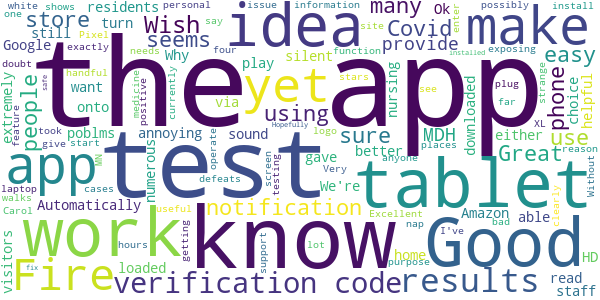 white shows information possibly install
site
one residents Wish idea many Ok issue personal
store Covid make
still turn seems provide enter say
Google Why play silent four Pixel exactly
doubt took want via function needs medicine
the app
extremely people handful feature onto
yet using nursing phone easy exposing plug
currently positive
downloaded choice helpful
stars strange far
logo XL
poblms annoying sound sure MDH use see installed
test either
give start numerous gave better Great reason
safe
app tablet
NW cases We're anyone places Without
laptop Automatically notification Amazon able
one Carol defeats screen testing operate Excellent I've
walks work know Good clearly
visitors useful hours getting loaded support lot home nap bad HD
Fire verification code results read
fix Hopefully Very purpose staff